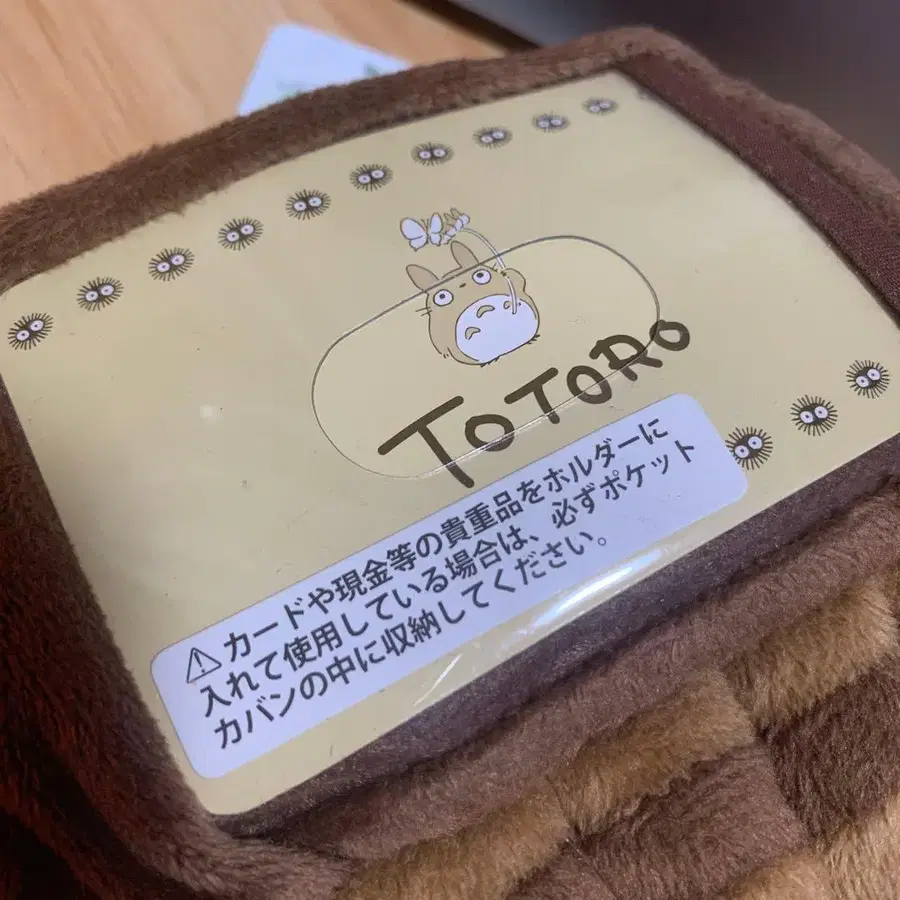 TOTORO
⚠カードや現金等の貴重品をホルダーに
入れて使用している場合は、必ずポケット
カバンの中に収納してください。